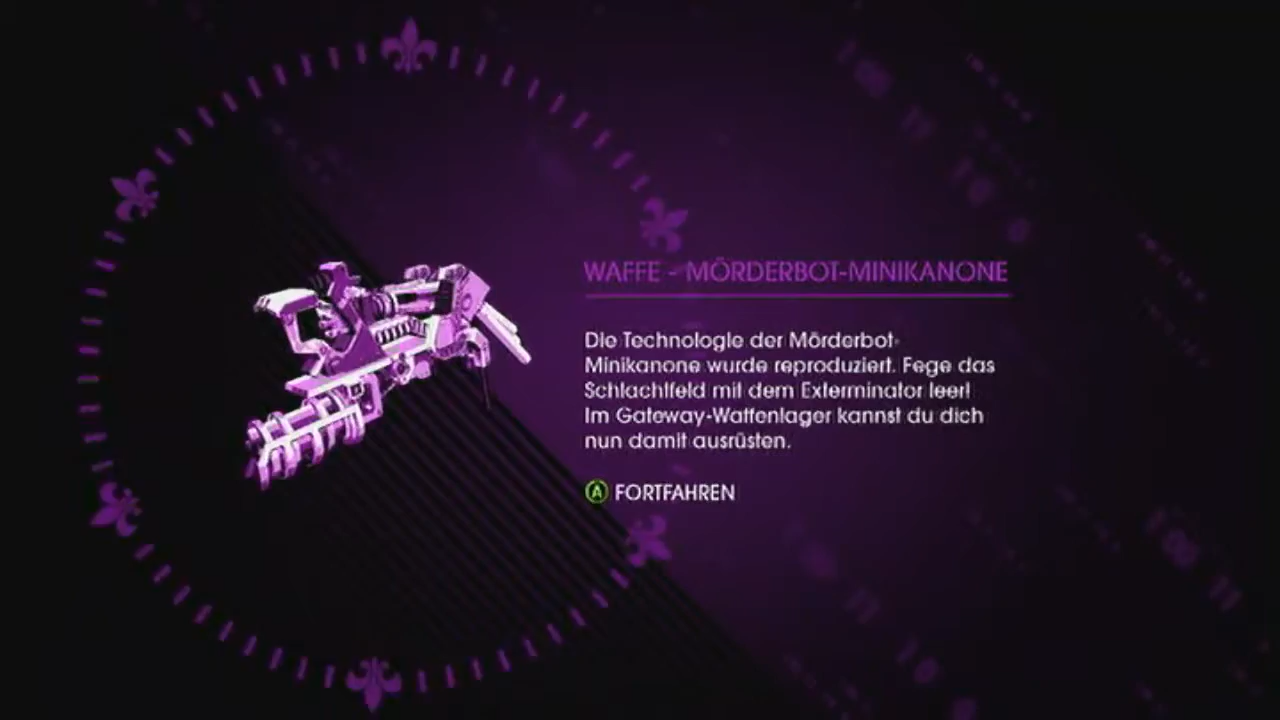 WAFFE - MÖRDERBOT-MINIKANONE
Die Technologie der Mörderbot-
Minikanone wurde reproduziert. Fege das
Schlachtfeld mit dem Exterminator leer!
Im Gateway-Waffenlager kannst du dich
nun damit ausrüsten.
A FORTFAHREN